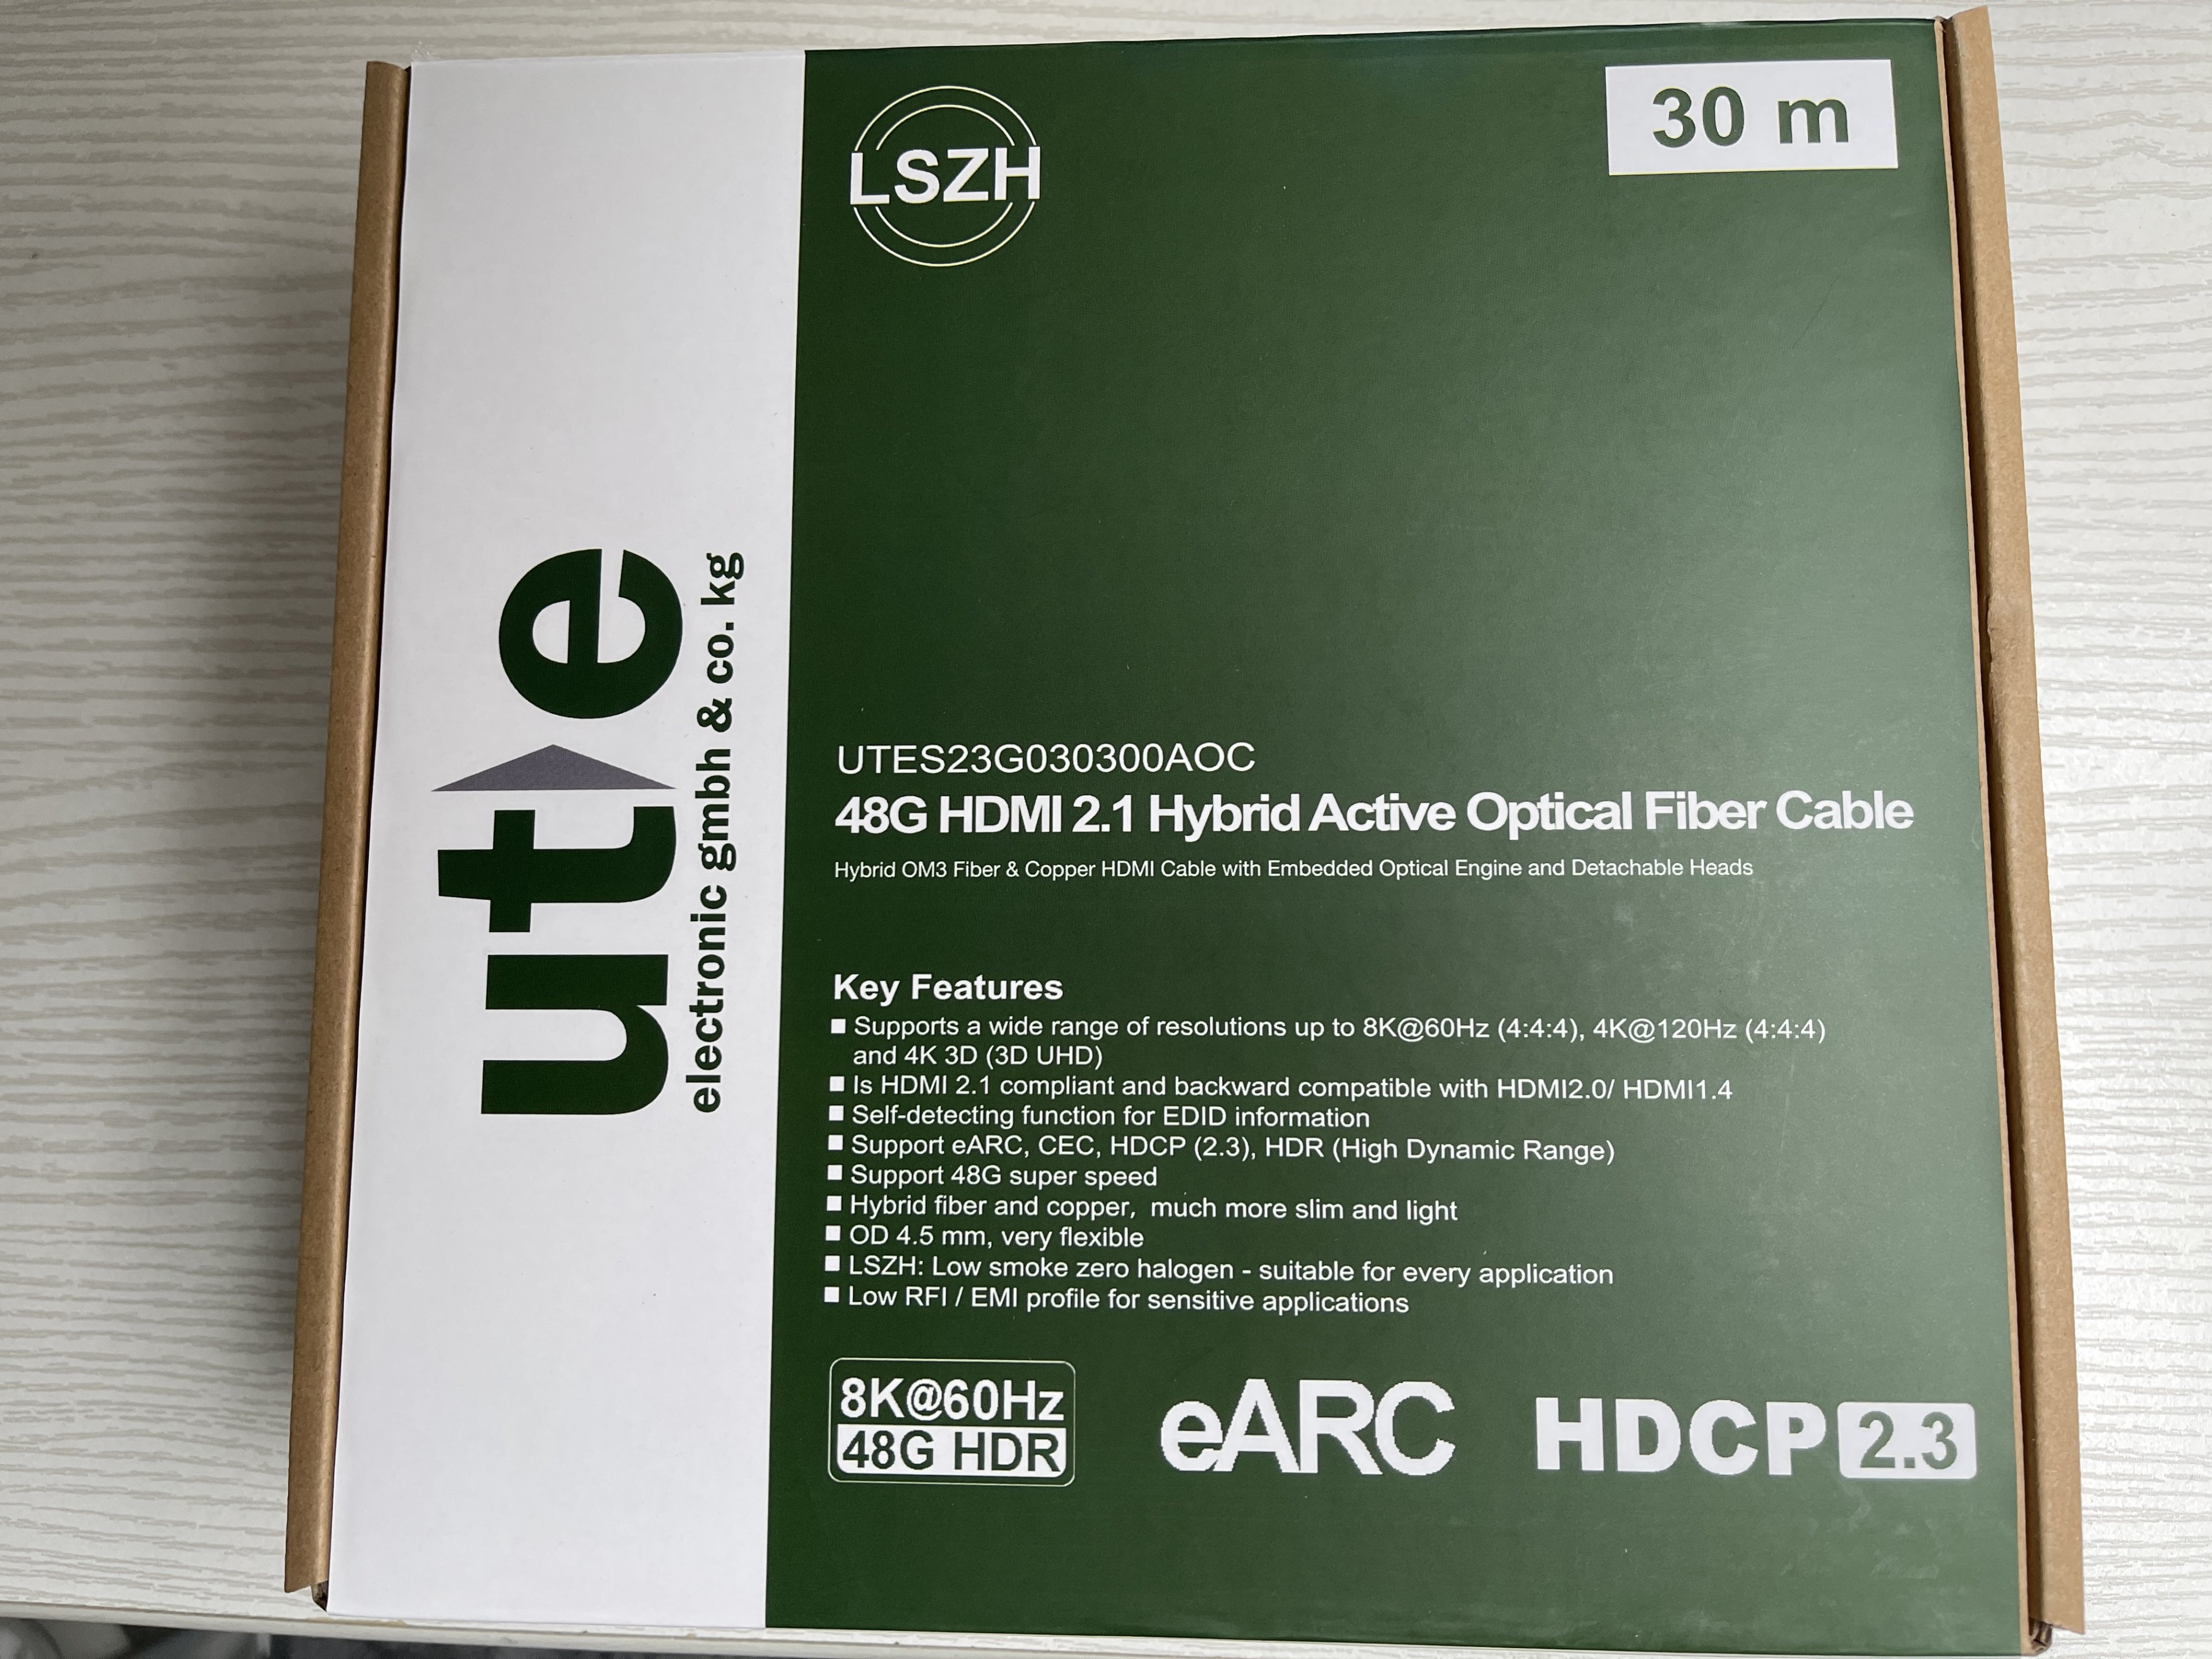 LSZH
30 m
ute
electronic gmbh & co. kg
UTES23G030300AOC
48G HDMI 2.1 Hybrid Active Optical Fiber Cable
Hybrid OM3 Fiber & Copper HDMI Cable with Embedded Optical Engine and Detachable Heads
Key Features
■ Supports a wide range of resolutions up to 8K@60Hz (4:4:4), 4K@120Hz (4:4:4)
and 4K 3D (3D UHD)
■ Is HDMI 2.1 compliant and backward compatible with HDMI2.0/ HDMI1.4
■ Self-detecting function for EDID information
■ Support eARC, CEC, HDCP (2.3), HDR (High Dynamic Range)
■ Support 48G super speed
■ Hybrid fiber and copper, much more slim and light
■ OD 4.5 mm, very flexible
■ LSZH: Low smoke zero halogen - suitable for every application
■ Low RFI / EMI profile for sensitive applications
8K@60Hz
48G HDR
eARC
HDCP 2.3